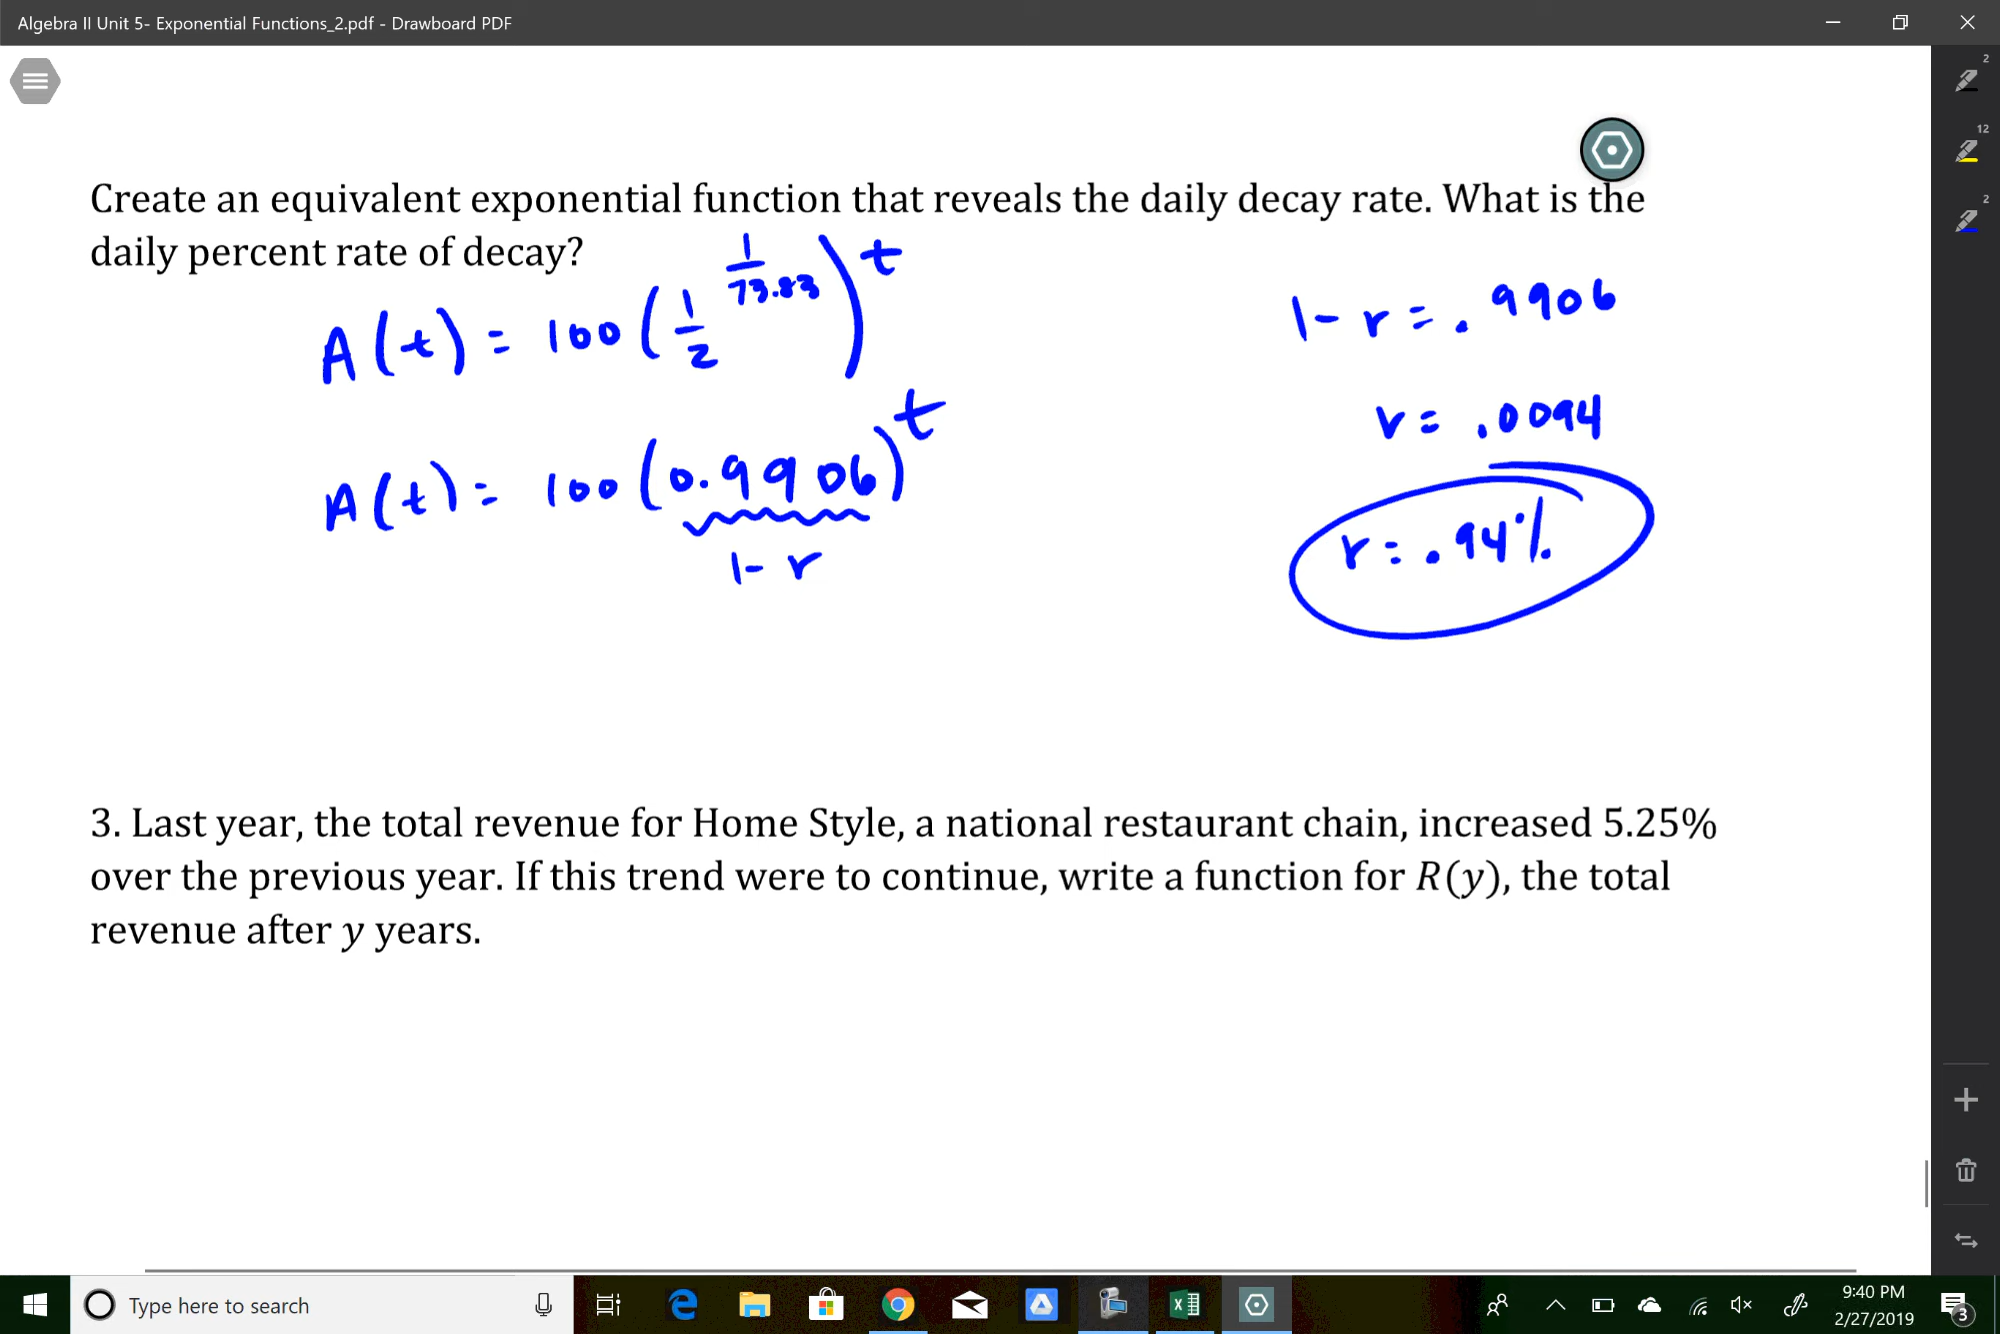 Algebra II Unit 5- Exponential Functions_2.pdf - Drawboard PDF
2
12
2
Create an equivalent exponential function that reveals the daily decay rate. What is the
daily percent rate of decay?
A(t) = 100(1/2^(1/73.83))^t
A(t) = 100(0.9906)^t
1 - r
1 - r = .9906
r = .0094
r = .94%
3. Last year, the total revenue for Home Style, a national restaurant chain, increased 5.25%
over the previous year. If this trend were to continue, write a function for R(y), the total
revenue after y years.
Type here to search
9:40 PM
2/27/2019
3